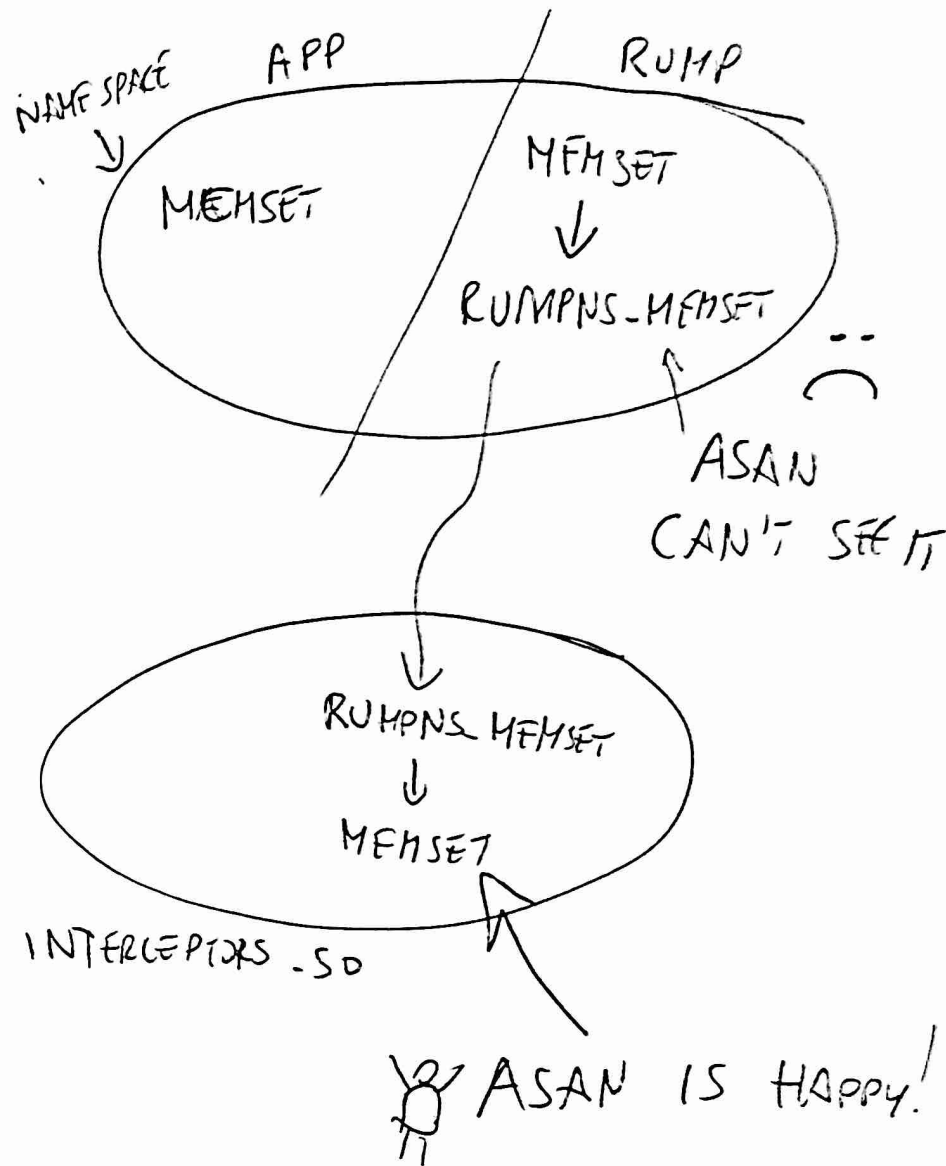 NAMESPACE
APP
RUMP
MEMSET
MEMSET
RUMPNS_MEMSET
ASAN
CAN'T SEE IT
RUMPNS_MEMSET
MEMSET
INTERCEPTORS.SO
ASAN IS HAPPY!